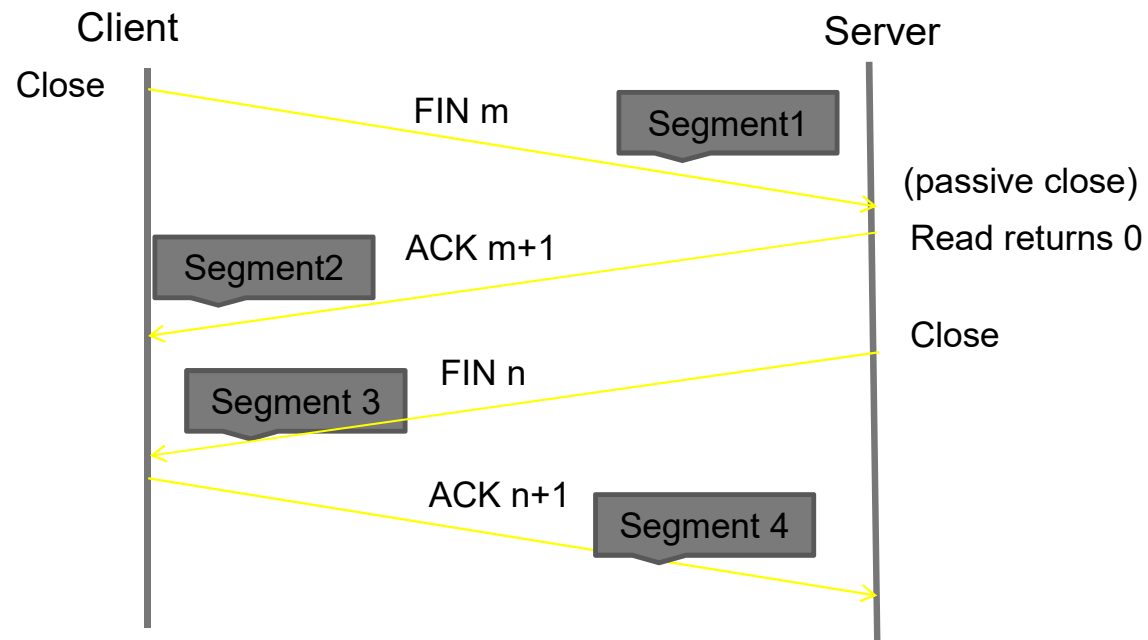 Client
Server
Close
FIN m
Segment1
(passive close)
Read returns 0
ACK m+1
Segment2
Close
FIN n
Segment 3
ACK n+1
Segment 4